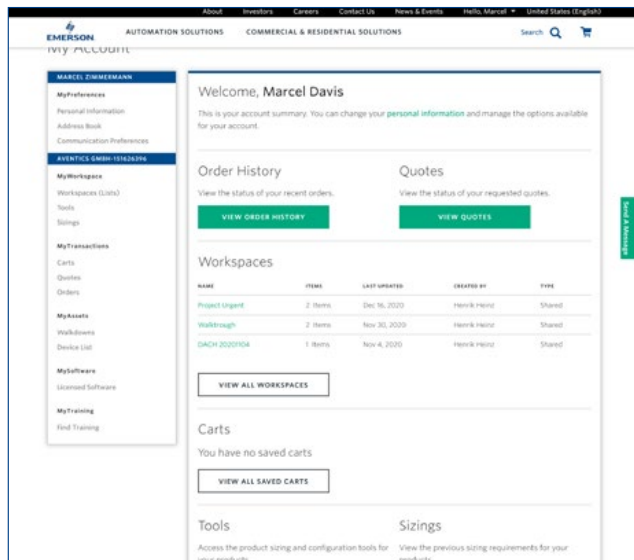 About Investors Careers Contact Us News & Events Hello, Marcel United States (English)
EMERSON
AUTOMATION SOLUTIONS COMMERCIAL & RESIDENTIAL SOLUTIONS
Search
My Account
MARCEL ZIMMERMANN
MyPreferences
Personal Information
Address Book
Communication Preferences
AVENTICS GMBH-151626396
MyWorkspace
Workspaces (Lists)
Tools
Sizings
MyTransactions
Carts
Quotes
Orders
MyAssets
Walkdowns
Device List
MySoftware
Licensed Software
MyTraining
Find Training
Welcome, Marcel Davis
This is your account summary. You can change your personal information and manage the options available
for your account.
Order History
View the status of your recent orders.
VIEW ORDER HISTORY
Quotes
View the status of your requested quotes.
VIEW QUOTES
Workspaces
NAME ITEMS LAST UPDATED CREATED BY TYPE
Project Urgent 2 Items Dec 16, 2020 Henrik Heinz Shared
Walktrough 2 Items Nov 30, 2020 Henrik Heinz Shared
DACH 20201104 1 Items Nov 4, 2020 Henrik Heinz Shared
VIEW ALL WORKSPACES
Carts
You have no saved carts
VIEW ALL SAVED CARTS
Tools
Access the product sizing and configuration tools for
your products.
Sizings
View the previous sizing requirements for your
products.
Send A Message